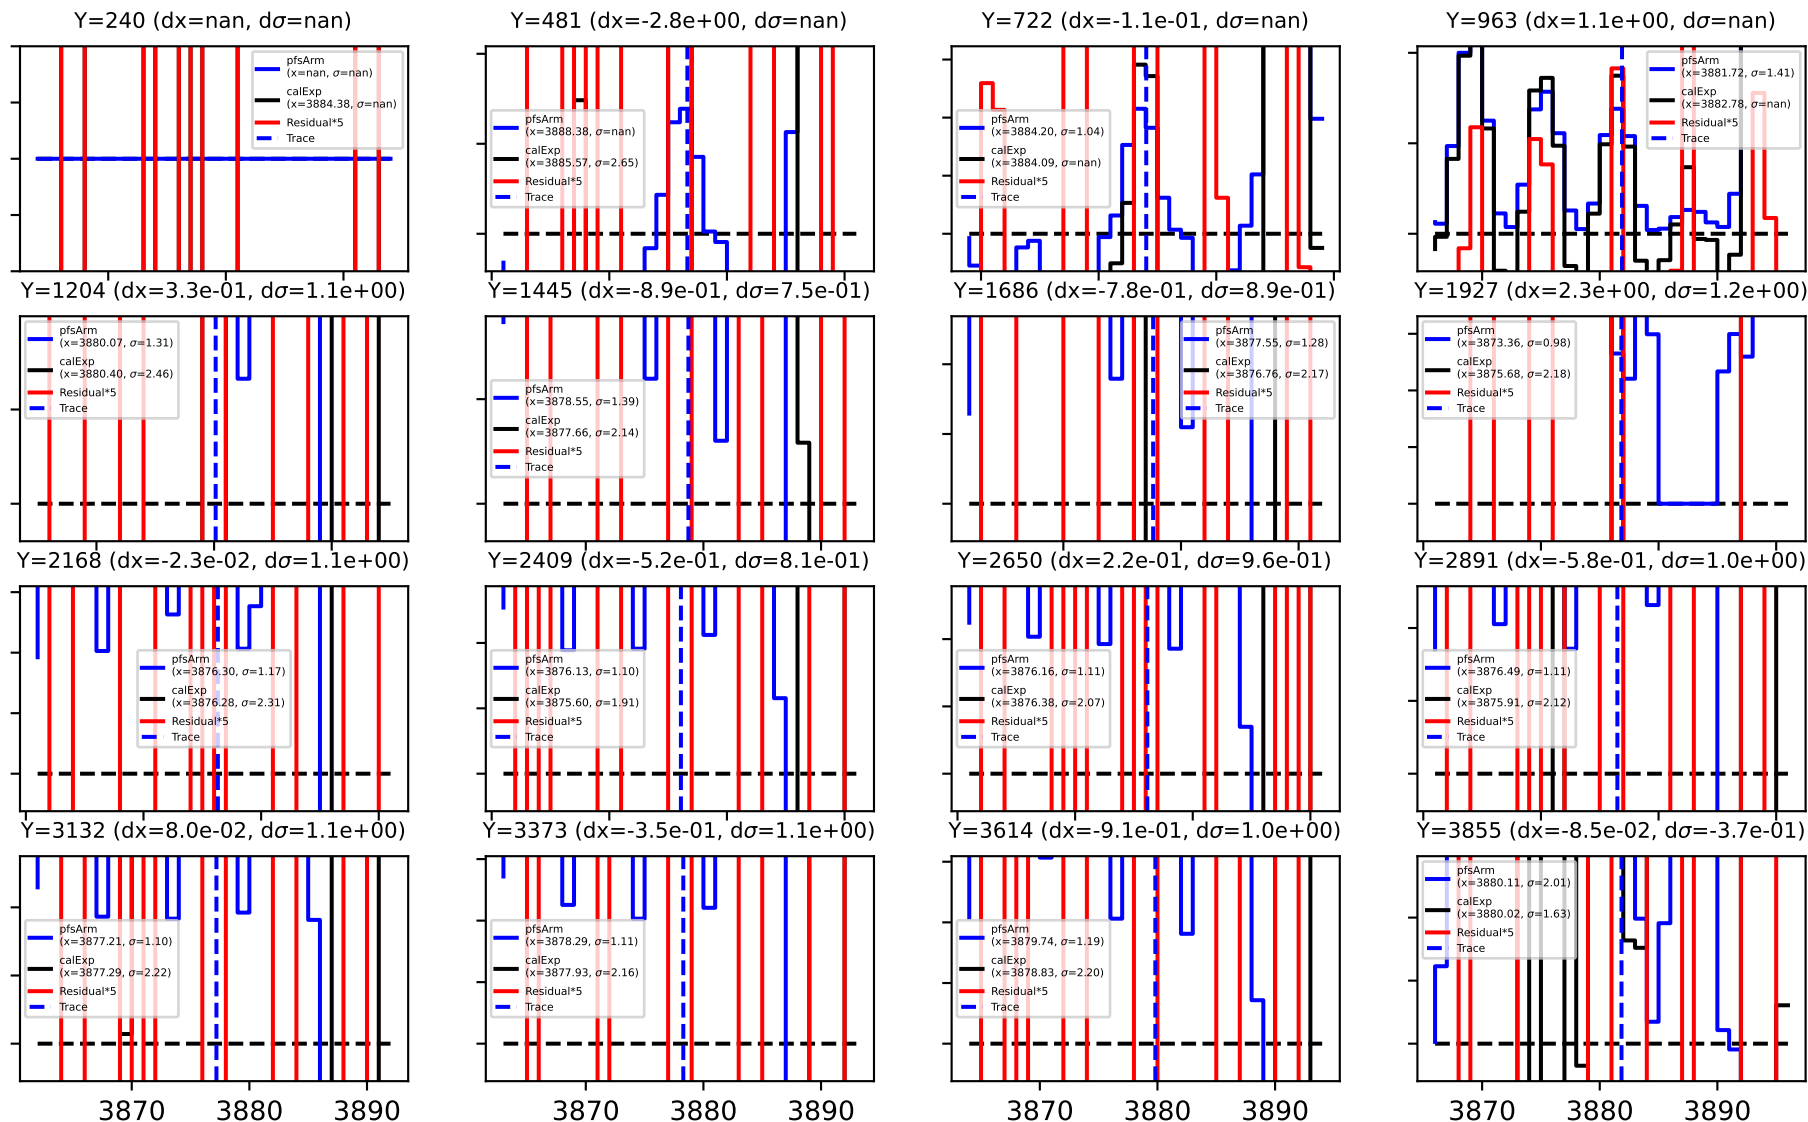 Y=240 (dx=nan, dσ=nan)
pfsArm
(x=nan, σ=nan)
calExp
(x=3884.38, σ=nan)
Residual*5
Trace
Y=481 (dx=-2.8e+00, dσ=nan)
pfsArm
(x=3888.38, σ=nan)
calExp
(x=3885.57, σ=2.65)
Residual*5
Trace
Y=722 (dx=-1.1e-01, dσ=nan)
pfsArm
(x=3884.20, σ=1.04)
calExp
(x=3884.09, σ=nan)
Residual*5
Trace
Y=963 (dx=1.1e+00, dσ=nan)
pfsArm
(x=3881.72, σ=1.41)
calExp
(x=3882.78, σ=nan)
Residual*5
Trace
Y=1204 (dx=3.3e-01, dσ=1.1e+00)
pfsArm
(x=3880.07, σ=1.31)
calExp
(x=3880.40, σ=2.46)
Residual*5
Trace
Y=1445 (dx=-8.9e-01, dσ=7.5e-01)
pfsArm
(x=3878.55, σ=1.39)
calExp
(x=3877.66, σ=2.14)
Residual*5
Trace
Y=1686 (dx=-7.8e-01, dσ=8.9e-01)
pfsArm
(x=3877.55, σ=1.28)
calExp
(x=3876.76, σ=2.17)
Residual*5
Trace
Y=1927 (dx=2.3e+00, dσ=1.2e+00)
pfsArm
(x=3873.36, σ=0.98)
calExp
(x=3875.68, σ=2.18)
Residual*5
Trace
Y=2168 (dx=-2.3e-02, dσ=1.1e+00)
pfsArm
(x=3876.30, σ=1.17)
calExp
(x=3876.28, σ=2.31)
Residual*5
Trace
Y=2409 (dx=-5.2e-01, dσ=8.1e-01)
pfsArm
(x=3876.13, σ=1.10)
calExp
(x=3875.60, σ=1.91)
Residual*5
Trace
Y=2650 (dx=2.2e-01, dσ=9.6e-01)
pfsArm
(x=3876.16, σ=1.11)
calExp
(x=3876.38, σ=2.07)
Residual*5
Trace
Y=2891 (dx=-5.8e-01, dσ=1.0e+00)
pfsArm
(x=3876.49, σ=1.11)
calExp
(x=3875.91, σ=2.12)
Residual*5
Trace
Y=3132 (dx=8.0e-02, dσ=1.1e+00)
pfsArm
(x=3877.21, σ=1.10)
calExp
(x=3877.29, σ=2.22)
Residual*5
Trace
3870 3880 3890
Y=3373 (dx=-3.5e-01, dσ=1.1e+00)
pfsArm
(x=3878.29, σ=1.11)
calExp
(x=3877.93, σ=2.16)
Residual*5
Trace
3870 3880 3890
Y=3614 (dx=-9.1e-01, dσ=1.0e+00)
pfsArm
(x=3879.74, σ=1.19)
calExp
(x=3878.83, σ=2.20)
Residual*5
Trace
3870 3880 3890
Y=3855 (dx=-8.5e-02, dσ=-3.7e-01)
pfsArm
(x=3880.11, σ=2.01)
calExp
(x=3880.02, σ=1.63)
Residual*5
Trace
3870 3880 3890